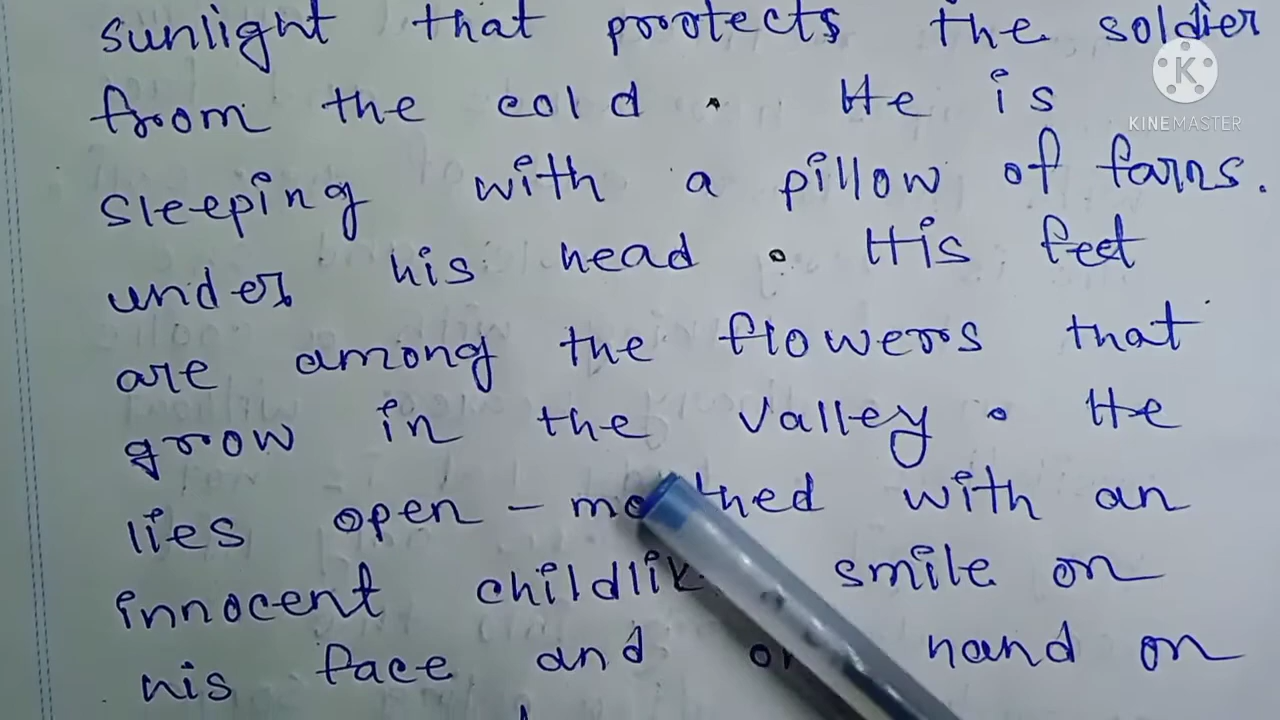 sunlight that protects the soldier
from the cold. He is
sleeping with a pillow of farns.
under his head. His feet
are among the flowers that
grow in the valley. He
lies open - with an
innocent smile on
his face and hand on
KINEMASTER